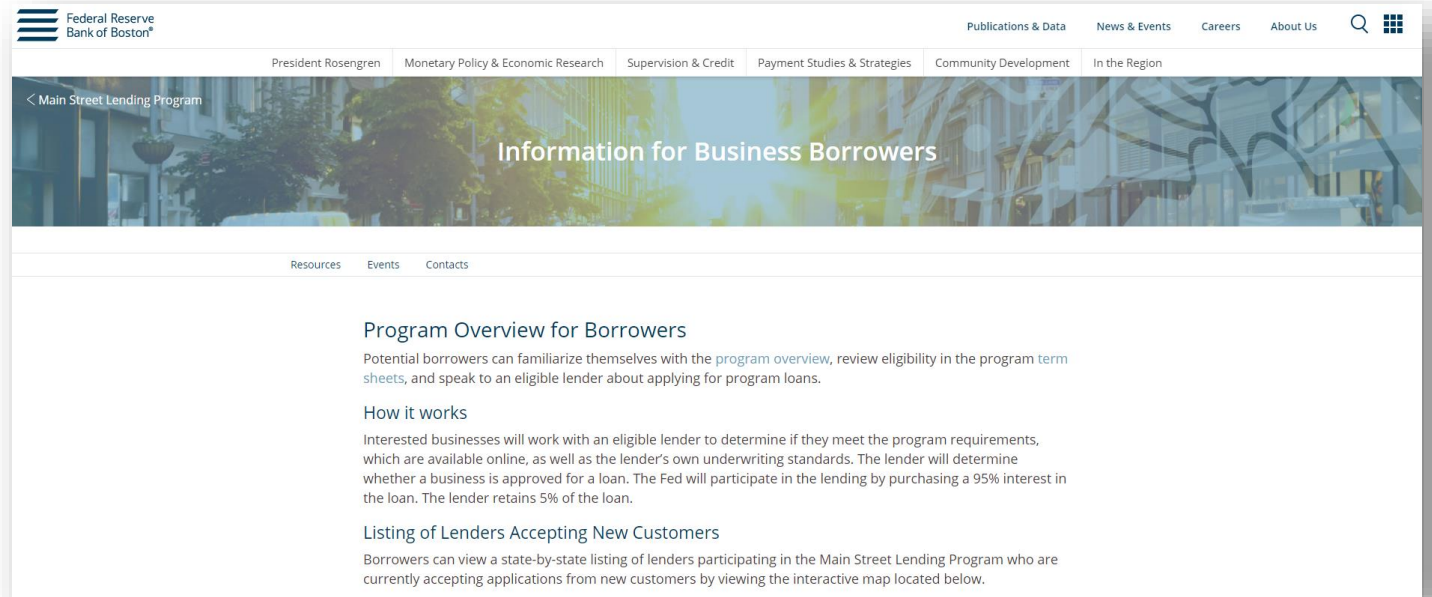 Federal Reserve
Bank of Boston®
Publications & Data
News & Events
Careers
About Us
President Rosengren
Monetary Policy & Economic Research
Supervision & Credit
Payment Studies & Strategies
Community Development
In the Region
< Main Street Lending Program
Information for Business Borrowers
Resources
Events
Contacts
Program Overview for Borrowers
Potential borrowers can familiarize themselves with the program overview, review eligibility in the program term
sheets, and speak to an eligible lender about applying for program loans.
How it works
Interested businesses will work with an eligible lender to determine if they meet the program requirements,
which are available online, as well as the lender's own underwriting standards. The lender will determine
whether a business is approved for a loan. The Fed will participate in the lending by purchasing a 95% interest in
the loan. The lender retains 5% of the loan.
Listing of Lenders Accepting New Customers
Borrowers can view a state-by-state listing of lenders participating in the Main Street Lending Program who are
currently accepting applications from new customers by viewing the interactive map located below.